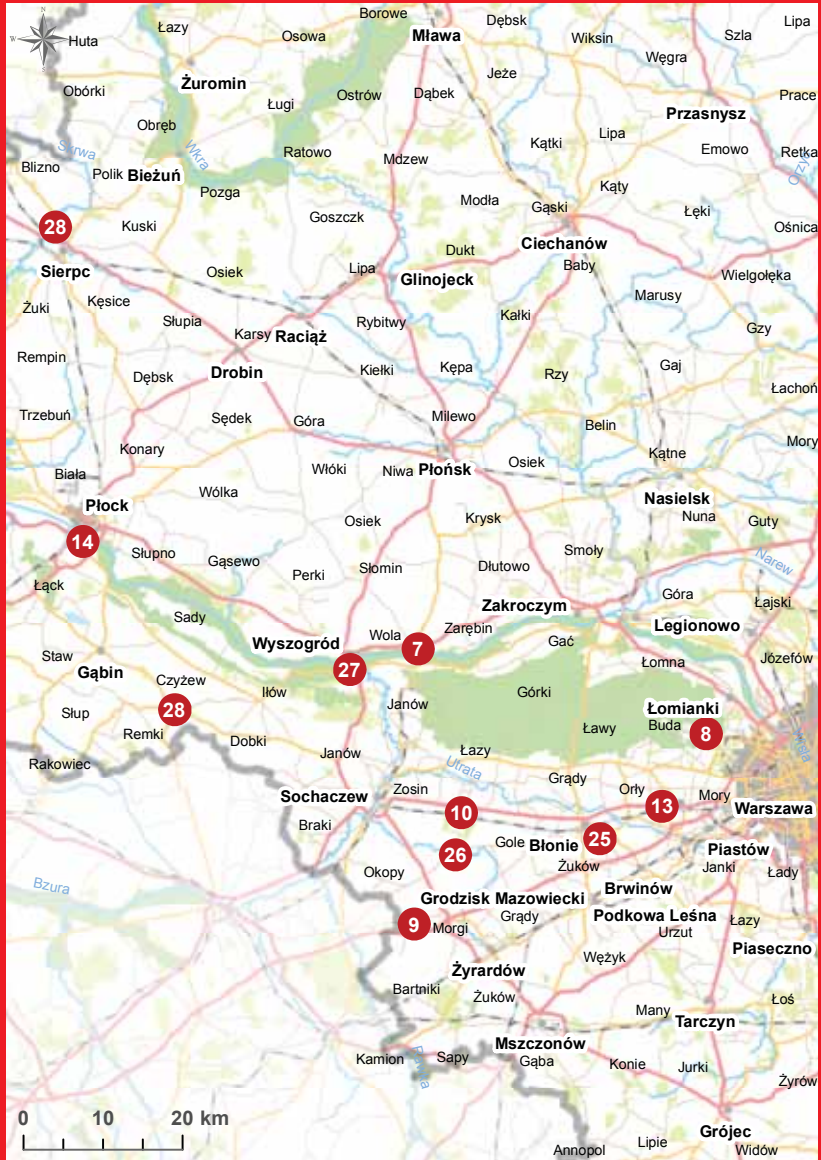 Borowe
N
Łazy
Dębsk
Lipa
W
E
Huta
Osowa
Mława
Wiksin
Szla
S
Węgra
Żuromin
Jeże
Obórki
Ostrów
Dąbek
Prace
Ługi
Przasnysz
Obręb
Lipa
Skrwa
Wkra
Ratowo
Kątki
Emowo
Retka
Mdzew
Orzyc
Blizno
Polik
Bieżuń
Kąty
Pozga
Modła
Gąski
Łęki
28
Kuski
Goszczk
Ośnica
Ciechanów
Dukt
Sierpc
Osiek
Lipa
Glinojeck
Baby
Wielgołęka
Żuki
Kęsice
Marusy
Słupia
Rybitwy
Kałki
Karsy
Raciąż
Gzy
Rempin
Drobin
Kiełki
Kępa
Rzy
Gaj
Dębsk
Łachoń
Trzebuń
Sędek
Góra
Milewo
Belin
Konary
Kątne
Mory
Włóki
Niwa
Płońsk
Osiek
Biała
Wólka
Nasielsk
Płock
Osiek
Krysk
Nuna
Guty
14
Słupno
Gąsewo
Smoły
Słomin
Dłutowo
Narew
Perki
Łąck
Góra
Sady
Zakroczym
Łajski
Wola
Zarębin
Legionowo
Wyszogród
7
Gać
Staw
27
Łomna
Józefów
Gąbin
Czyżew
Iłów
Górki
Janów
28
Łomianki
Słup
Buda
8
Remki
Dobki
Ławy
Janów
Łazy
Rakowiec
Utrata
Grądy
Zosin
Orły
Mory
Sochaczew
13
Warszawa
10
Braki
25
Gole
Błonie
Piastów
26
Żuków
Janki
Łady
Okopy
Bzura
Brwinów
Grodzisk Mazowiecki
9
Grądy
Podkowa Leśna
Łazy
Morgi
Urzut
Piaseczno
Wężyk
Żyrardów
Bartniki
Żuków
Łoś
Many
Tarczyn
Mszczonów
Kamion
Sapy
Gąba
Konie
Jurki
Żyrów
0
10
20 km
Grójec
Lipie
Annopol
Widów